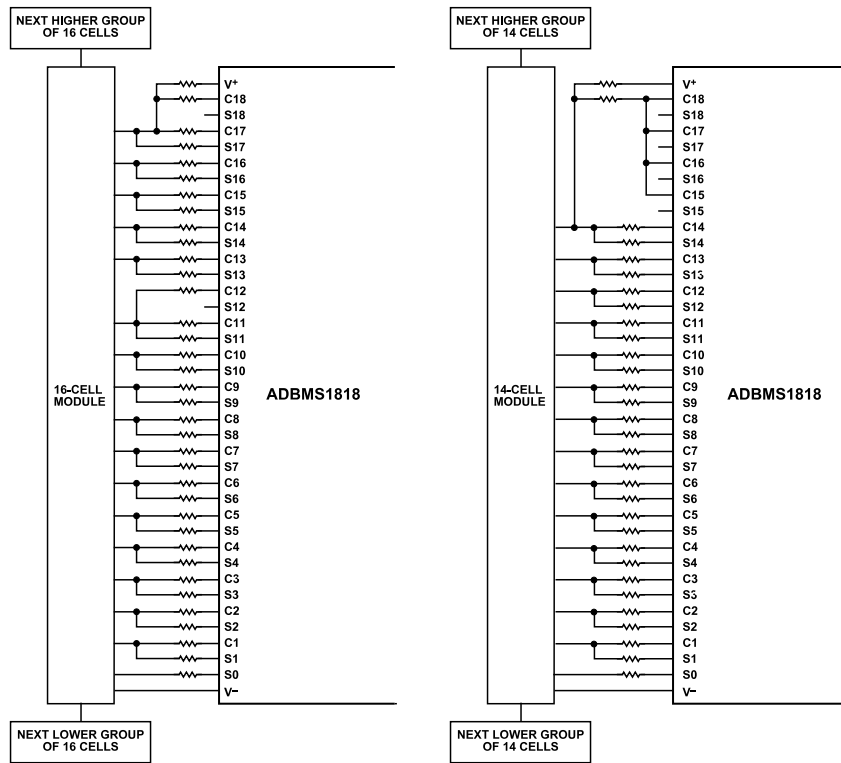 NEXT HIGHER GROUP
OF 16 CELLS
16-CELL
MODULE
V+
C18
S18
C17
S17
C16
S16
C15
S15
C14
S14
C13
S13
C12
S12
C11
S11
C10
S10
C9
S9
C8
S8
C7
S7
C6
S6
C5
S5
C4
S4
C3
S3
C2
S2
C1
S1
S0
V–
ADBMS1818
NEXT LOWER GROUP
OF 16 CELLS
NEXT HIGHER GROUP
OF 14 CELLS
14-CELL
MODULE
V+
C18
S18
C17
S17
C16
S16
C15
S15
C14
S14
C13
S13
C12
S12
C11
S11
C10
S10
C9
S9
C8
S8
C7
S7
C6
S6
C5
S5
C4
S4
C3
S3
C2
S2
C1
S1
S0
V–
ADBMS1818
NEXT LOWER GROUP
OF 14 CELLS